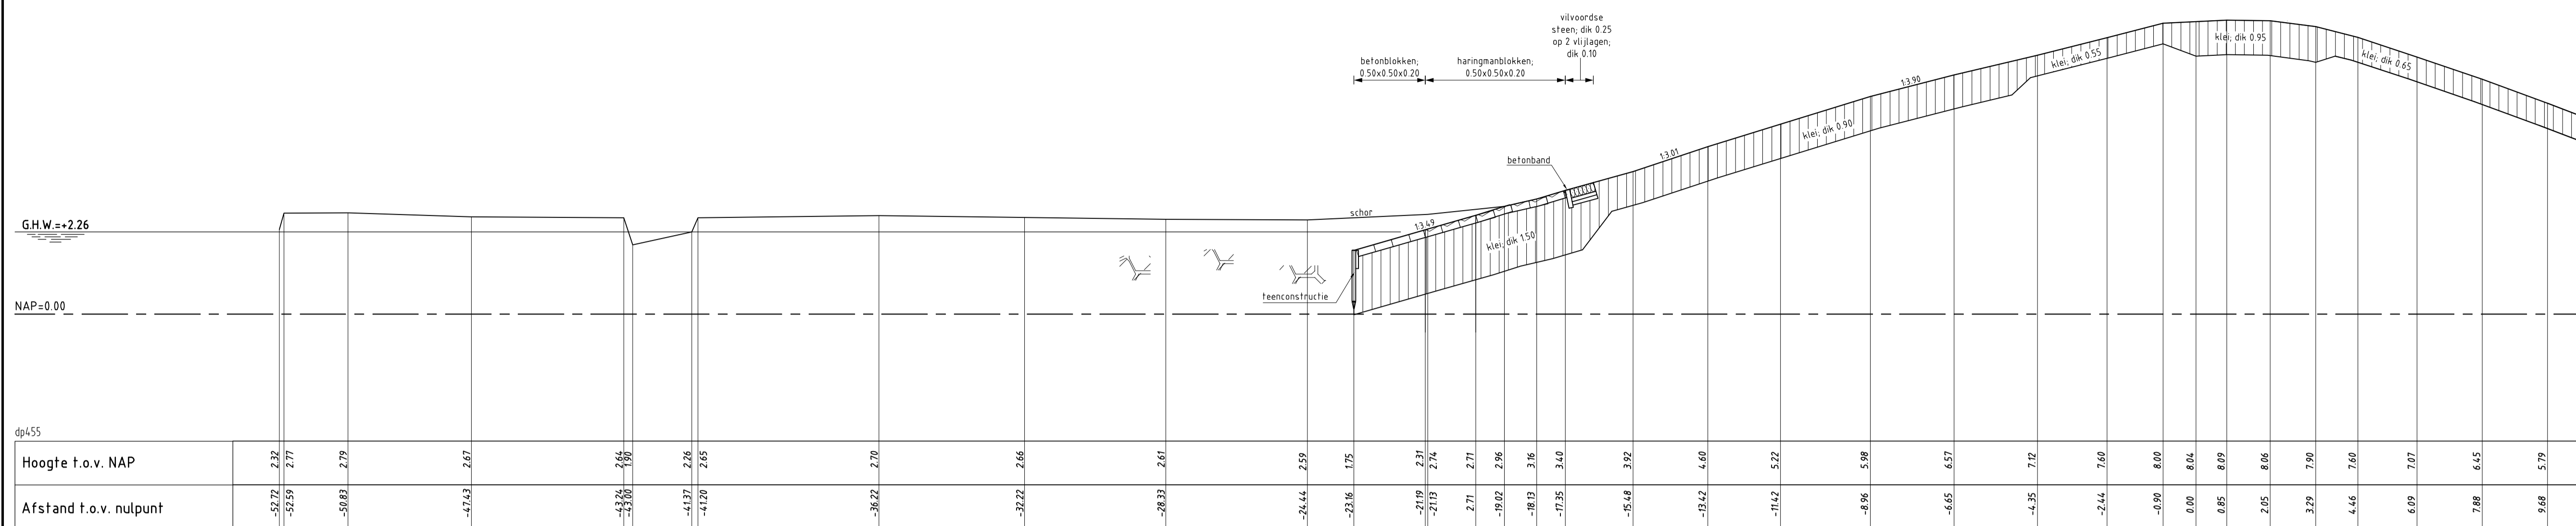 vilvoordse
steen; dik 0.25
op 2 vlijlagen;
dik 0.10
betonblokken;
0.50x0.50x0.20
haringmanblokken;
0.50x0.50x0.20
klei; dik 0.95
klei; dik 0.55
klei; dik 0.65
1:3.90
klei; dik 0.90
1:3.01
betonband
schor
1:3.49
klei; dik 1.50
G.H.W.=+2.26
teenconstructie
NAP=0.00
dp455
Hoogte t.o.v. NAP 2.32 2.77 2.79 2.67 2.64 1.90 2.26 2.65 2.70 2.66 2.61 2.59 1.75 2.31 2.74 2.71 2.96 3.16 3.40 3.92 4.60 5.22 5.98 6.57 7.12 7.60 8.00 8.04 8.09 8.06 7.90 7.60 7.07 6.45 5.79
Afstand t.o.v. nulpunt -52.72 -52.59 -50.83 -47.43 -43.24 -43.00 -41.37 -41.20 -36.22 -32.22 -28.33 -24.44 -23.16 -21.19 -21.13 2.71 -19.02 -18.13 -17.35 -15.48 -13.42 -11.42 -8.96 -6.65 -4.35 -2.44 -0.90 0.00 0.85 2.05 3.29 4.46 6.09 7.88 9.68